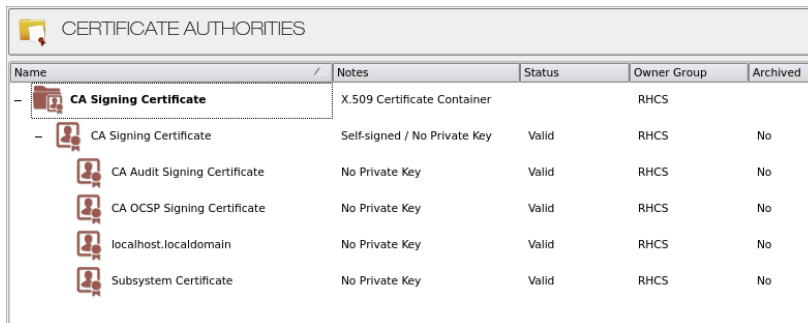 CERTIFICATE AUTHORITIES
Name Notes Status Owner Group Archived
CA Signing Certificate X.509 Certificate Container RHCS
CA Signing Certificate Self-signed / No Private Key Valid RHCS No
CA Audit Signing Certificate No Private Key Valid RHCS No
CA OCSP Signing Certificate No Private Key Valid RHCS No
localhost.localdomain No Private Key Valid RHCS No
Subsystem Certificate No Private Key Valid RHCS No